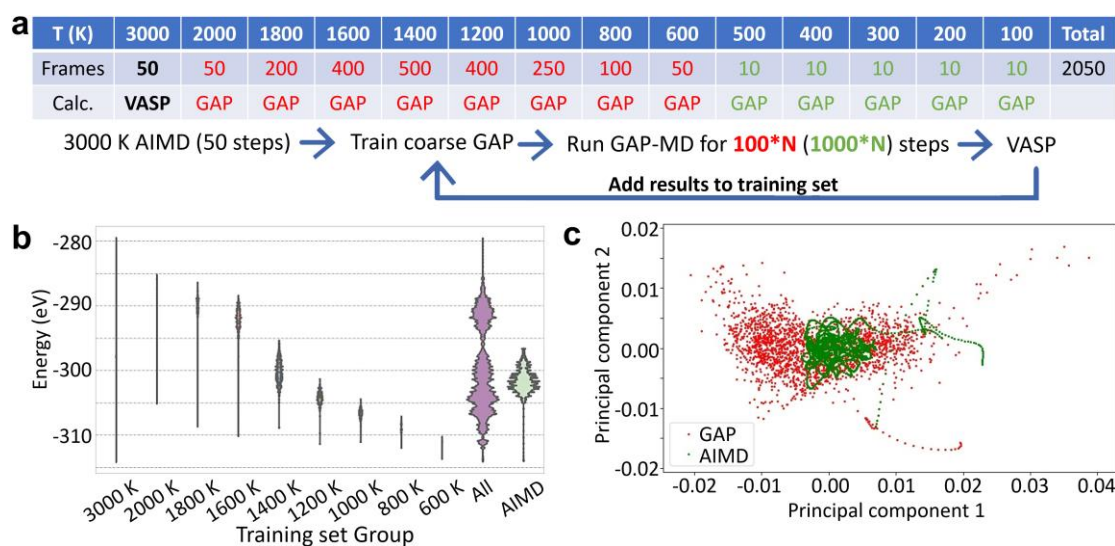 a
T (K) 3000 2000 1800 1600 1400 1200 1000 800 600 500 400 300 200 100 Total
Frames 50 50 200 400 500 400 250 100 50 10 10 10 10 10 2050
Calc. VASP GAP GAP GAP GAP GAP GAP GAP GAP GAP GAP GAP GAP GAP
3000 K AIMD (50 steps) Train coarse GAP Run GAP-MD for 100*N (1000*N) steps VASP
Add results to training set
b
Energy (eV)
-280
-290
-300
-310
3000 K 2000 K 1800 K 1600 K 1400 K 1200 K 1000 K 800 K 600 K All AIMD
Training set Group
c
Principal component 2
0.02
0.01
0.00
-0.01
-0.02
GAP
AIMD
-0.02 -0.01 0.00 0.01 0.02 0.03 0.04
Principal component 1